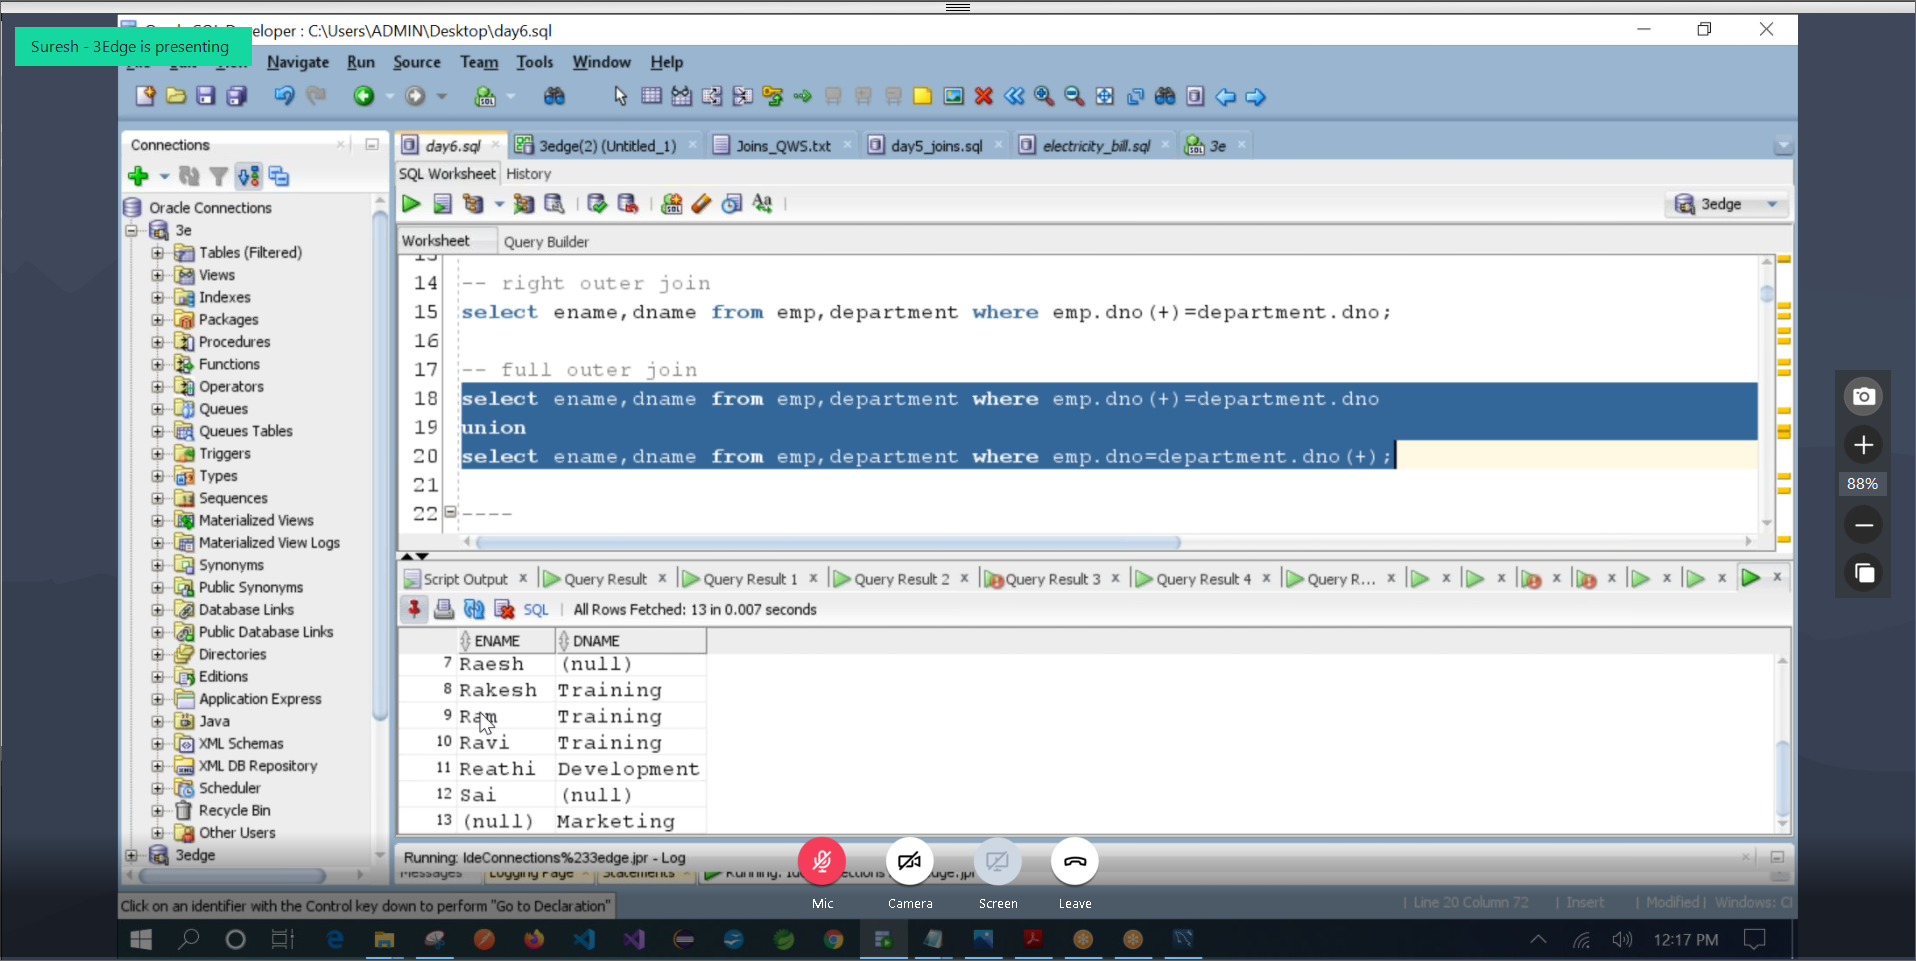 Suresh - 3Edge is presenting
eloper : C:\Users\ADMIN\Desktop\day6.sql
Navigate Run Source Team Tools Window Help
Connections
day6.sql 3edge(2) (Untitled_1) Joins_QWS.txt day5_joins.sql electricity_bill.sql 3e
SQL Worksheet History
3edge
Worksheet Query Builder
Oracle Connections
3e
Tables (Filtered)
Views
Indexes
Packages
Procedures
Functions
Operators
Queues
Queues Tables
Triggers
Types
Sequences
Materialized Views
Materialized View Logs
Synonyms
Public Synonyms
Database Links
Public Database Links
Directories
Editions
Application Express
Java
XML Schemas
XML DB Repository
Scheduler
Recycle Bin
Other Users
3edge
14 -- right outer join
15 select ename,dname from emp,department where emp.dno(+)=department.dno;
16
17 -- full outer join
18 select ename,dname from emp,department where emp.dno(+)=department.dno
19 union
20 select ename,dname from emp,department where emp.dno=department.dno(+);
21
22 ----
88%
Script Output Query Result Query Result 1 Query Result 2 Query Result 3 Query Result 4 Query R...
SQL All Rows Fetched: 13 in 0.007 seconds
ENAME DNAME
7 Raesh (null)
8 Rakesh Training
9 Ram Training
10 Ravi Training
11 Reathi Development
12 Sai (null)
13 (null) Marketing
Running: IdeConnections%233edge.jpr - Log
Messages Logging Page Statements
Mic Camera Screen Leave
Click on an identifier with the Control key down to perform "Go to Declaration"
Line 20 Column 72 Insert Modified Windows: C
12:17 PM